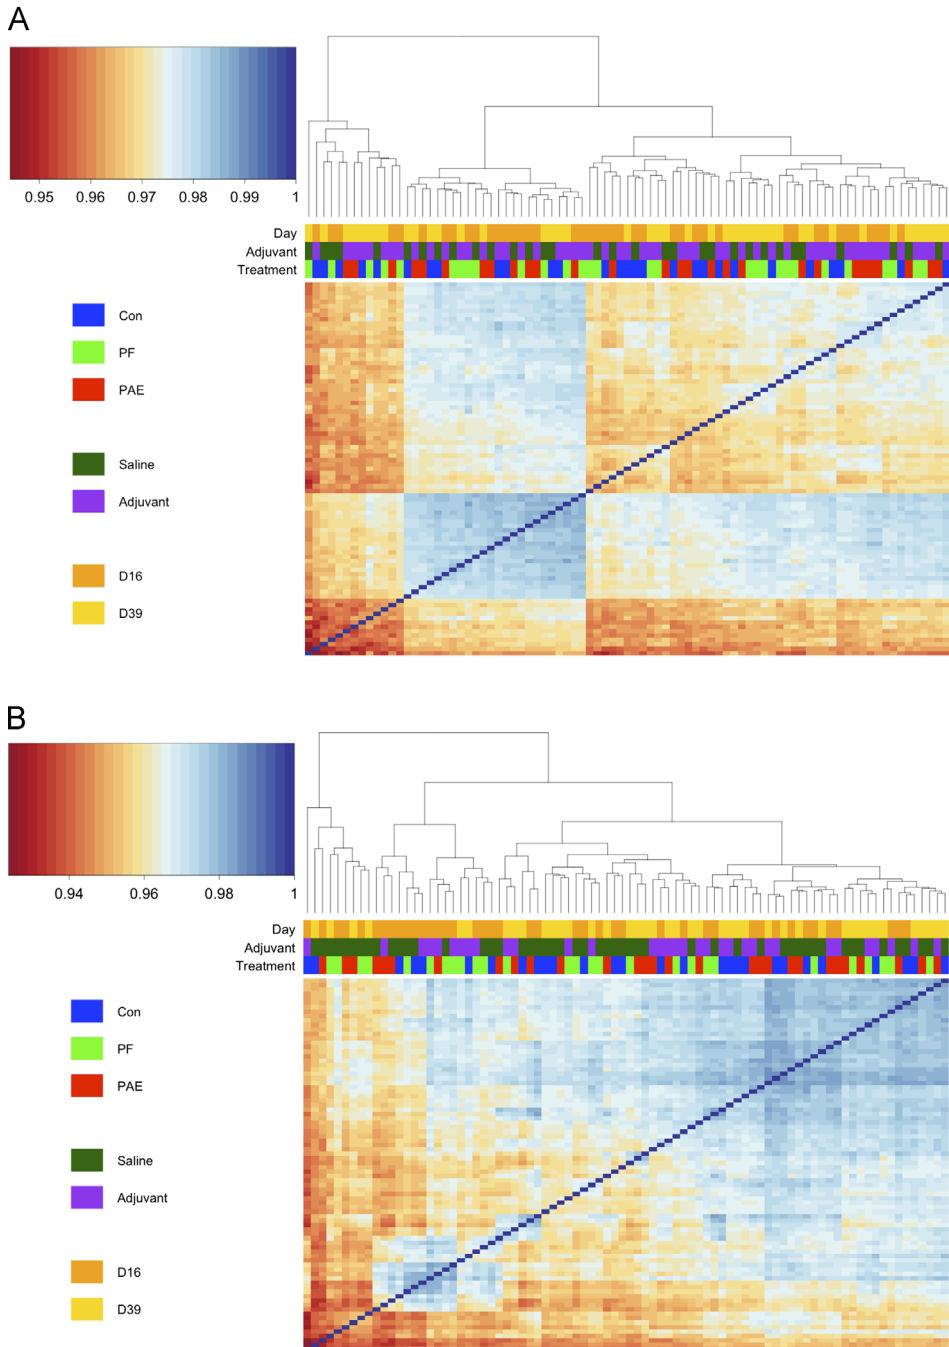 A
0.95 0.96 0.97 0.98 0.99 1
Day
Adjuvant
Treatment
Con
PF
PAE
Saline
Adjuvant
D16
D39
B
0.94 0.96 0.98 1
Day
Adjuvant
Treatment
Con
PF
PAE
Saline
Adjuvant
D16
D39